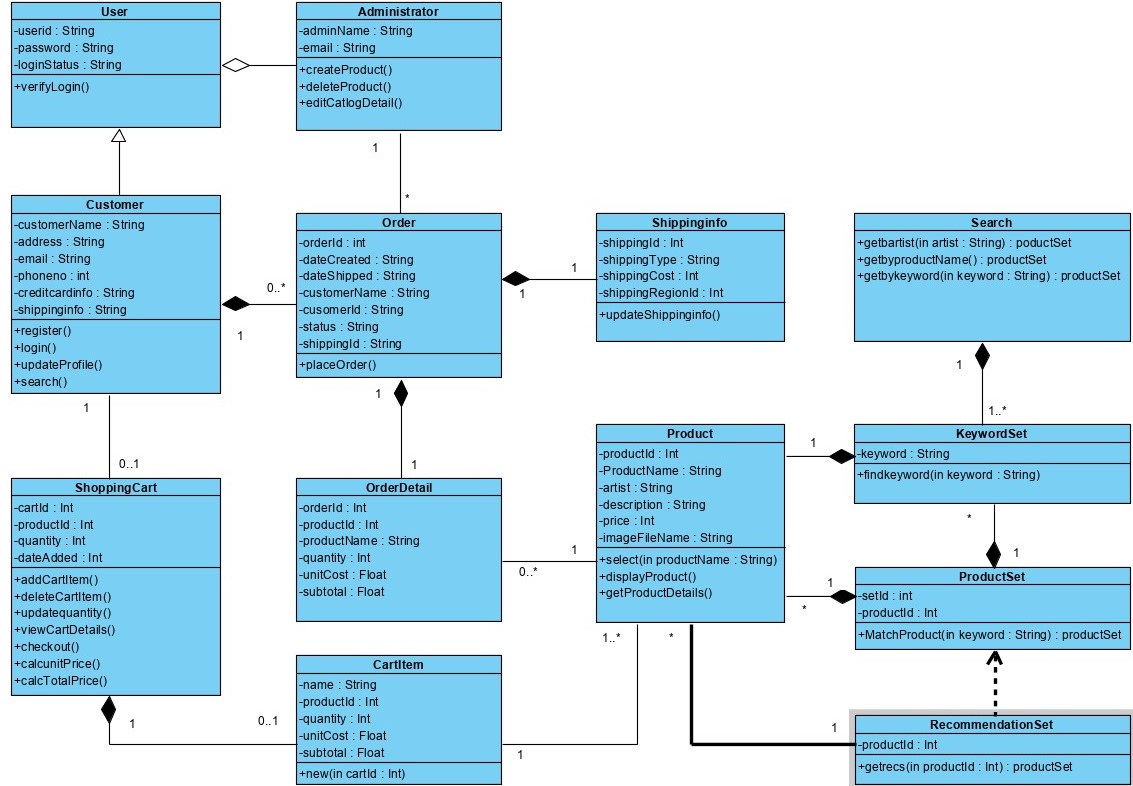 User
-userid : String
-password : String
-loginStatus : String
+verifyLogin()
Administrator
-adminName : String
-email : String
+createProduct()
+deleteProduct()
+editCatlogDetail()
1
*
Customer
-customerName : String
-address : String
-email : String
-phoneno : int
-creditcardinfo : String
-shippinginfo : String
+register()
+login()
+updateProfile()
+search()
0..*
1
Order
-orderId : int
-dateCreated : String
-dateShipped : String
-customerName : String
-cusomerId : String
-status : String
-shippingId : String
+placeOrder()
1
1
Shippinginfo
-shippingId : Int
-shippingType : String
-shippingCost : Int
-shippingRegionId : Int
+updateShippinginfo()
Search
+getbartist(in artist : String) : poductSet
+getbyproductName() : productSet
+getbykeyword(in keyword : String) : productSet
1
1..*
1
0..1
1
1
ShoppingCart
-cartId : Int
-productId : Int
-quantity : Int
-dateAdded : Int
+addCartItem()
+deleteCartItem()
+updatequantity()
+viewCartDetails()
+checkout()
+calcunitPrice()
+calcTotalPrice()
1
0..1
OrderDetail
-orderId : Int
-productId : Int
-productName : String
-quantity : Int
-unitCost : Float
-subtotal : Float
1
0..*
Product
-productId : Int
-ProductName : String
-artist : String
-description : String
-price : Int
-imageFileName : String
+select(in productName : String)
+displayProduct()
+getProductDetails()
1
KeywordSet
-keyword : String
+findkeyword(in keyword : String)
*
1
1
*
ProductSet
-setId : int
-productId : Int
+MatchProduct(in keyword : String) : productSet
1..*
*
CartItem
-name : String
-productId : Int
-quantity : Int
-unitCost : Float
-subtotal : Float
+new(in cartId : Int)
1
1
RecommendationSet
-productId : Int
+getrecs(in productId : Int) : productSet